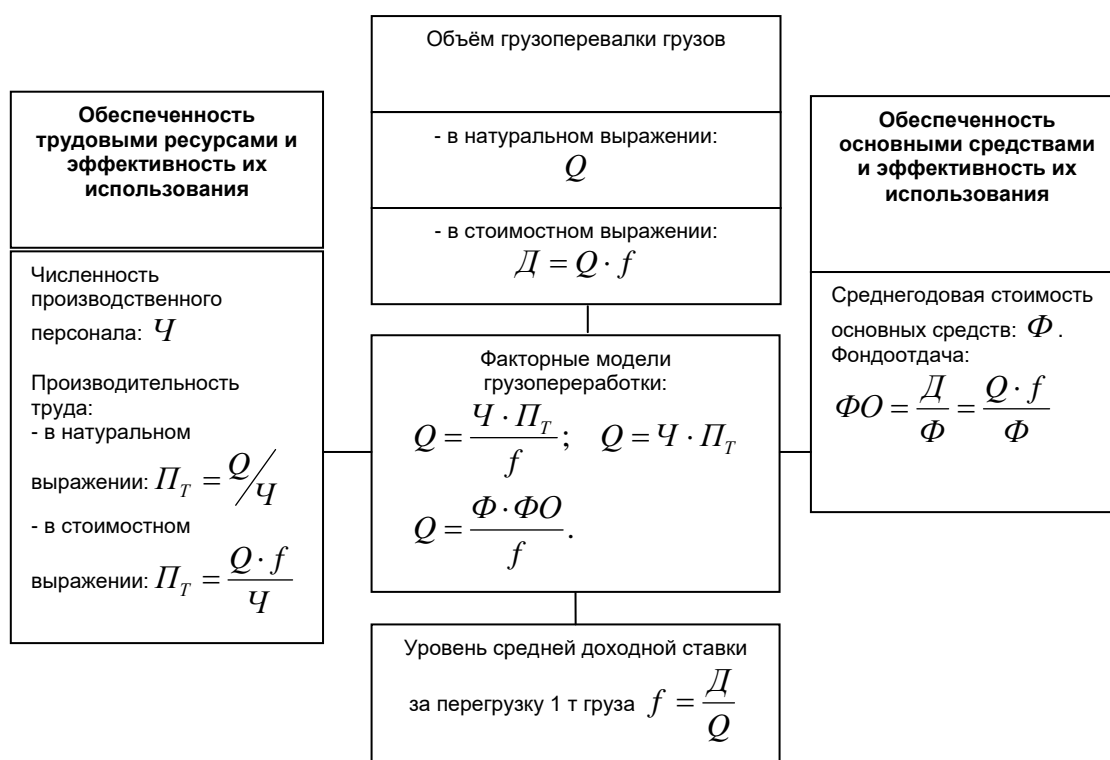 Объём грузоперевалки грузов
- в натуральном выражении:
Q
- в стоимостном выражении:
Д = Q · f
Обеспеченность
трудовыми ресурсами и
эффективность их
использования
Численность
производственного
персонала: Ч
Производительность
труда:
- в натуральном
выражении: П_Т = Q/Ч
- в стоимостном
выражении: П_Т = (Q · f)/Ч
Факторные модели
грузопереработки:
Q = (Ч · П_Т)/f; Q = Ч · П_Т
Q = (Ф · ФО)/f.
Обеспеченность
основными средствами
и эффективность их
использования
Среднегодовая стоимость
основных средств: Ф.
Фондоотдача:
ФО = Д/Ф = (Q · f)/Ф
Уровень средней доходной ставки
за перегрузку 1 т груза f = Д/Q